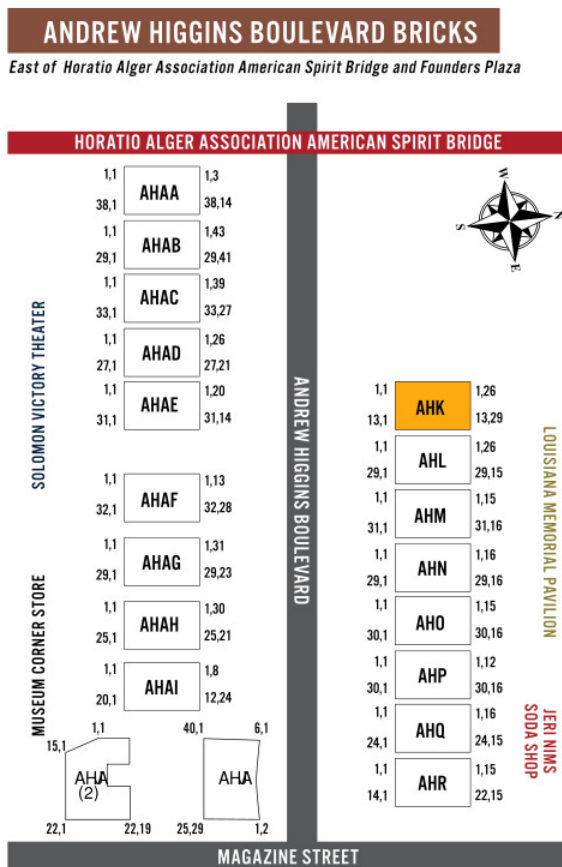 ANDREW HIGGINS BOULEVARD BRICKS
East of Horatio Alger Association American Spirit Bridge and Founders Plaza
HORATIO ALGER ASSOCIATION AMERICAN SPIRIT BRIDGE
W
N
S
E
1,1 AHAA 1,3
38,1 38,14
1,1 AHAB 1,43
29,1 29,41
1,1 AHAC 1,39
33,1 33,27
1,1 AHAD 1,26
27,1 27,21
1,1 AHAE 1,20
31,1 31,14
1,1 AHAF 1,13
32,1 32,28
1,1 AHAG 1,31
29,1 29,23
1,1 AHAH 1,30
25,1 25,21
1,1 AHAI 1,8
20,1 12,24
1,1
15,1
AHA
(2)
22,1 22,19
40,1 6,1
AHA
25,29 1,2
SOLOMON VICTORY THEATER
MUSEUM CORNER STORE
ANDREW HIGGINS BOULEVARD
1,1 AHK 1,26
13,1 13,29
1,1 AHL 1,26
29,1 29,15
1,1 AHM 1,15
31,1 31,16
1,1 AHN 1,16
29,1 29,16
1,1 AHO 1,15
30,1 30,16
1,1 AHP 1,12
30,1 30,16
1,1 AHQ 1,16
24,1 24,15
1,1 AHR 1,15
14,1 22,15
LOUISIANA MEMORIAL PAVILION
JERI NIMS
SODA SHOP
MAGAZINE STREET